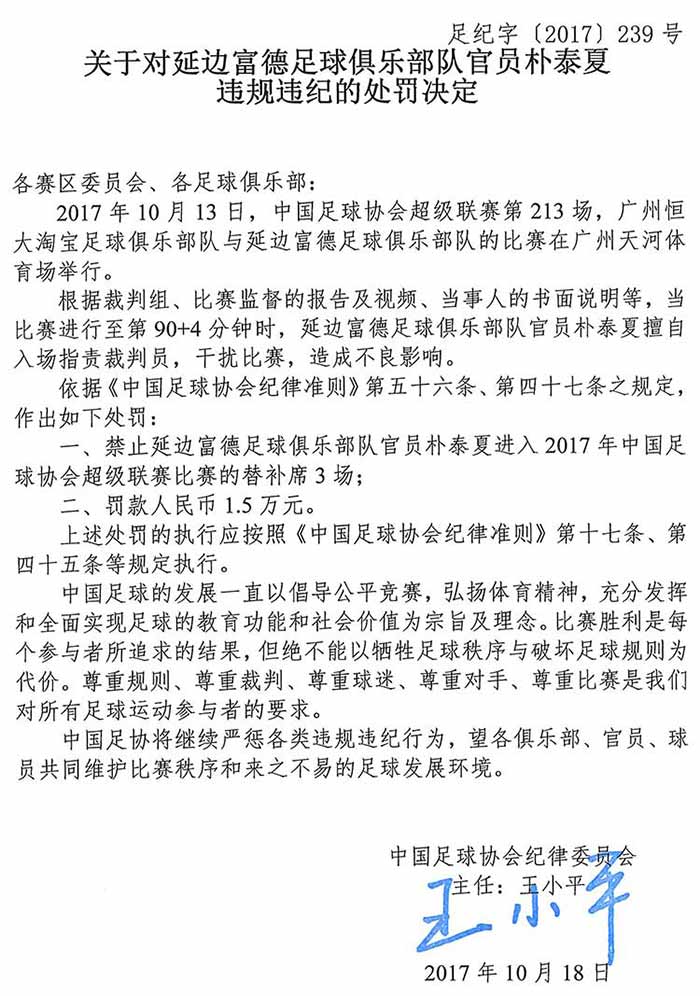 足纪字〔2017〕239 号
关于对延边富德足球俱乐部队官员朴泰夏
违规违纪的处罚决定
各赛区委员会、各足球俱乐部：
2017 年 10 月 13 日，中国足球协会超级联赛第 213 场，广州恒
大淘宝足球俱乐部队与延边富德足球俱乐部队的比赛在广州天河体
育场举行。
根据裁判组、比赛监督的报告及视频、当事人的书面说明等，当
比赛进行至第 90+4 分钟时，延边富德足球俱乐部队官员朴泰夏擅自
入场指责裁判员，干扰比赛，造成不良影响。
依据《中国足球协会纪律准则》第五十六条、第四十七条之规定，
作出如下处罚：
一、禁止延边富德足球俱乐部队官员朴泰夏进入 2017 年中国足
球协会超级联赛比赛的替补席 3 场；
二、罚款人民币 1.5 万元。
上述处罚的执行应按照《中国足球协会纪律准则》第十七条、第
四十五条等规定执行。
中国足球的发展一直以倡导公平竞赛，弘扬体育精神，充分发挥
和全面实现足球的教育功能和社会价值为宗旨及理念。比赛胜利是每
个参与者所追求的结果，但绝不能以牺牲足球秩序与破坏足球规则为
代价。尊重规则、尊重裁判、尊重球迷、尊重对手、尊重比赛是我们
对所有足球运动参与者的要求。
中国足协将继续严惩各类违规违纪行为，望各俱乐部、官员、球
员共同维护比赛秩序和来之不易的足球发展环境。
中国足球协会纪律委员会
主任：王小平
王小平
2017 年 10 月 18 日